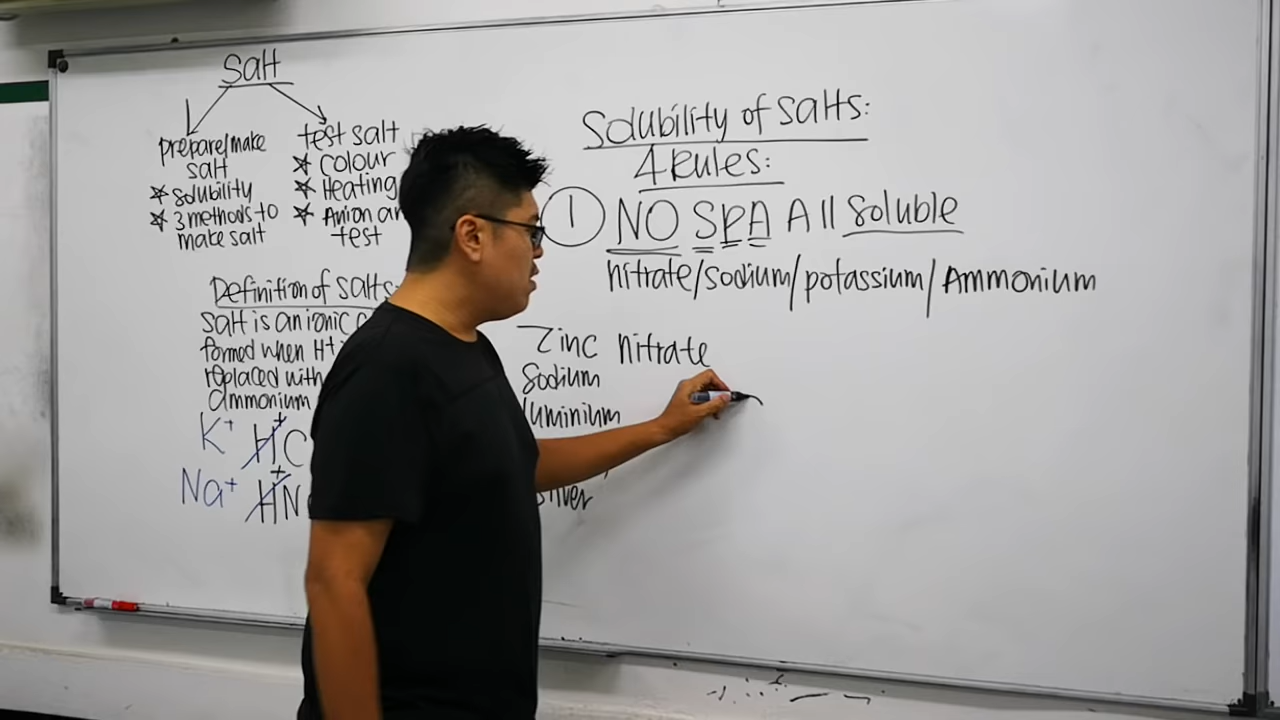 Salt
prepare/make
salt
☆ solubility
☆ 3 methods to
make salt
test salt
☆ colour
☆ Heating
☆ Anion an
test
Definition of salts
salt is an ionic
formed when H+
replaced with
ammonium
K+ H+C
Na+ H+N
Solubility of salts:
4 Rules:
① NO SPA All soluble
nitrate/sodium/potassium/Ammonium
Zinc nitrate
Sodium
luminium
silver